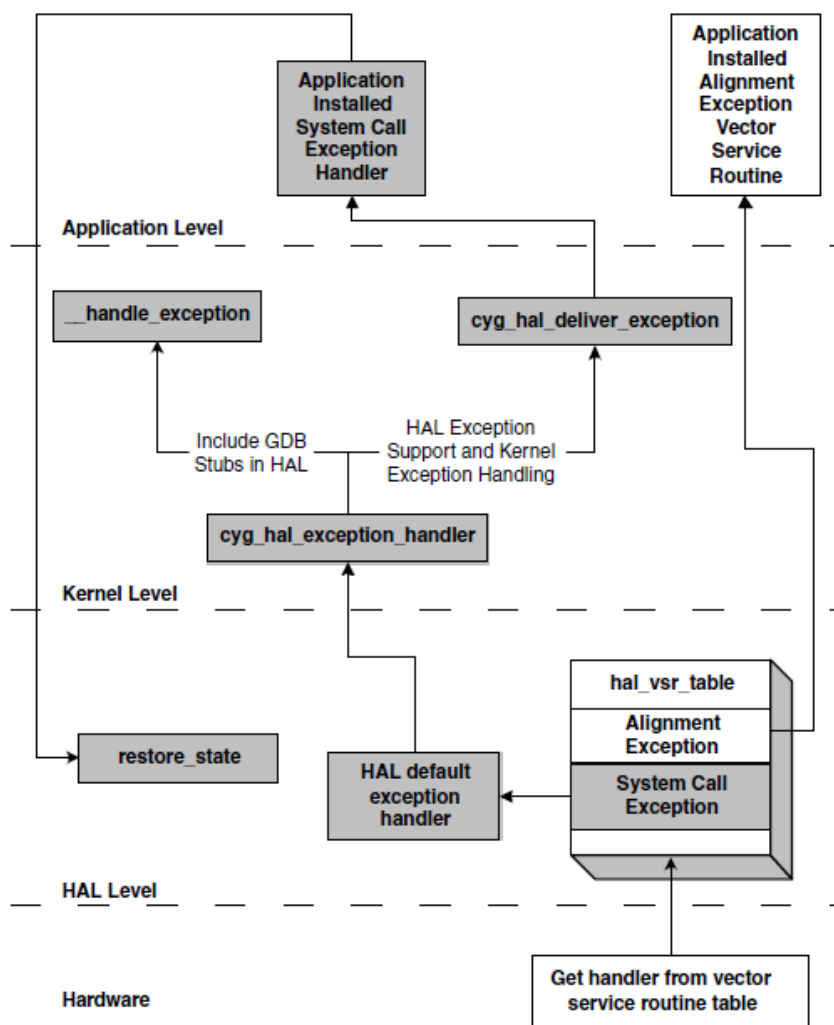 Application
Installed
System Call
Exception
Handler
Application
Installed
Alignment
Exception
Vector
Service
Routine
Application Level
__handle_exception
cyg_hal_deliver_exception
Include GDB
Stubs in HAL
HAL Exception
Support and Kernel
Exception Handling
cyg_hal_exception_handler
Kernel Level
hal_vsr_table
Alignment
Exception
restore_state
HAL default
exception
handler
System Call
Exception
HAL Level
Get handler from vector
service routine table
Hardware